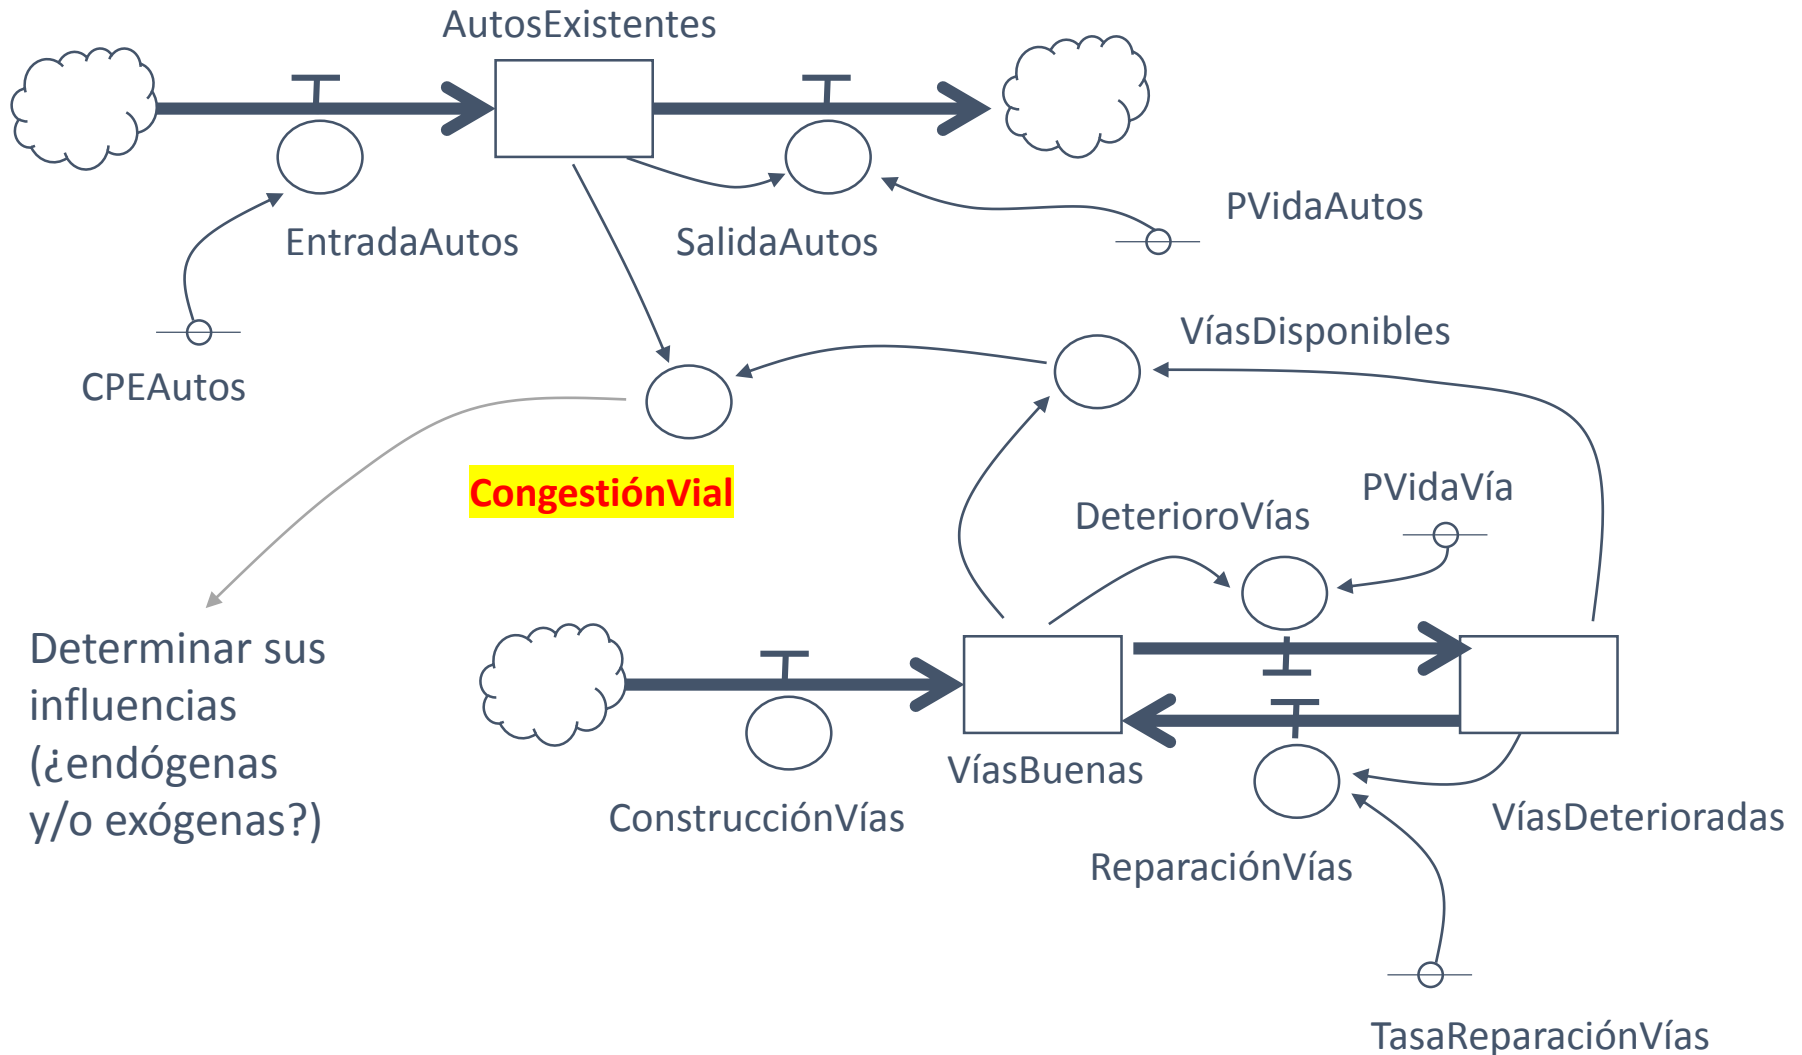 AutosExistentes
PVidaAutos
EntradaAutos
SalidaAutos
VíasDisponibles
CPEAutos
CongestiónVial
PVidaVía
DeterioroVías
Determinar sus
influencias
(¿endógenas
y/o exógenas?)
VíasBuenas
ConstrucciónVías
VíasDeterioradas
ReparaciónVías
TasaReparaciónVías